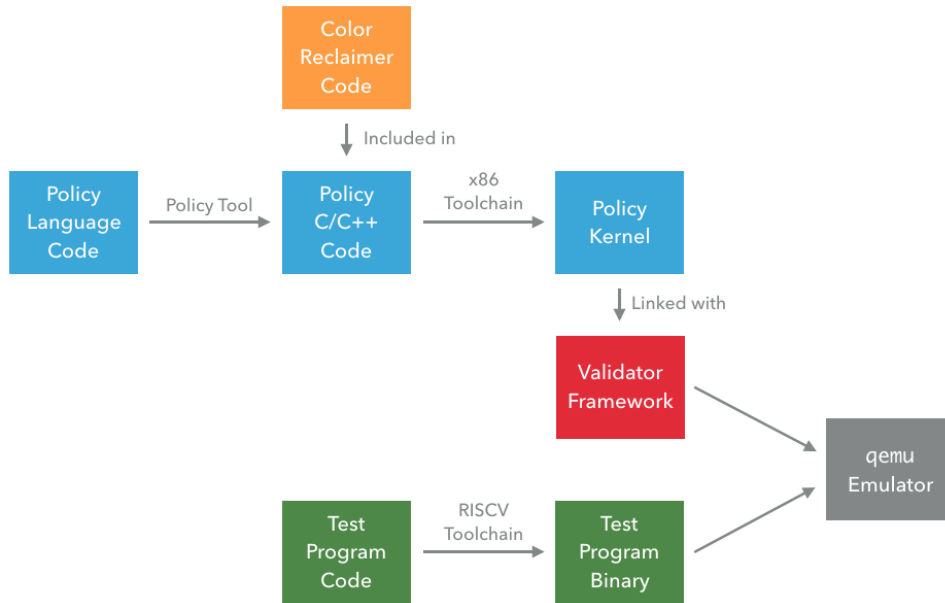 Color
Reclaimer
Code
Included in
Policy
Language
Code
Policy Tool
Policy
C/C++
Code
x86
Toolchain
Policy
Kernel
Linked with
Validator
Framework
qemu
Emulator
Test
Program
Code
RISCV
Toolchain
Test
Program
Binary